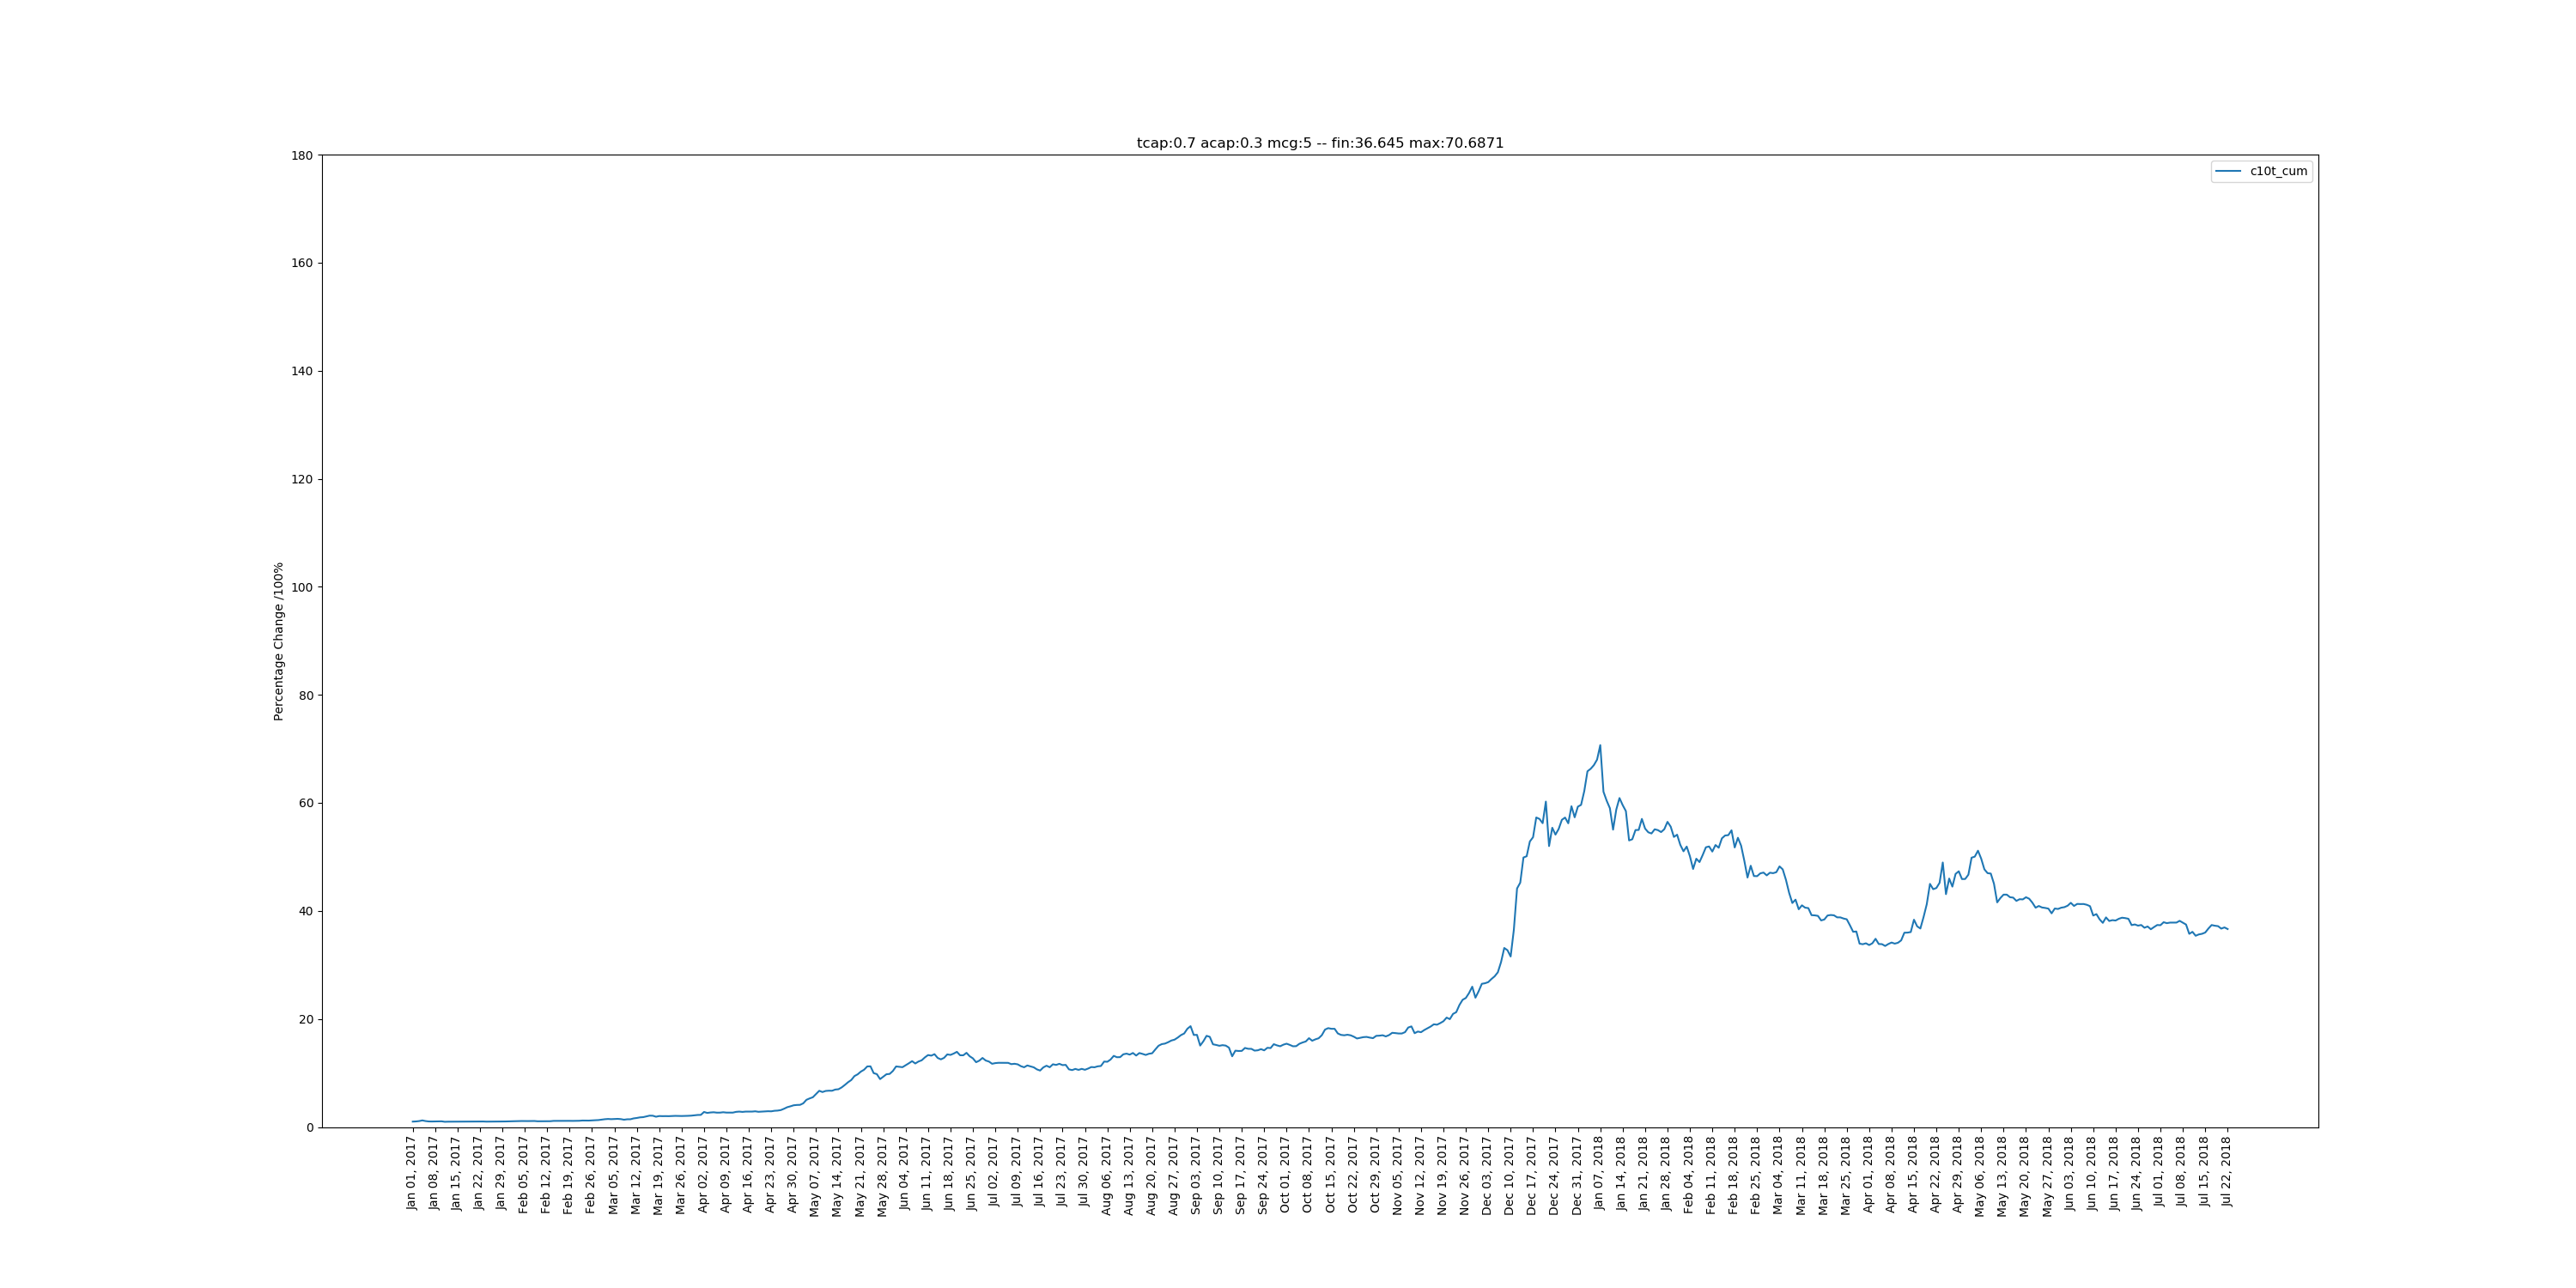 tcap:0.7 acap:0.3 mcg:5 -- fin:36.645 max:70.6871
c10t_cum
Percentage Change /100%
180
160
140
120
100
80
60
40
20
0
Jan 01, 2017
Jan 08, 2017
Jan 15, 2017
Jan 22, 2017
Jan 29, 2017
Feb 05, 2017
Feb 12, 2017
Feb 19, 2017
Feb 26, 2017
Mar 05, 2017
Mar 12, 2017
Mar 19, 2017
Mar 26, 2017
Apr 02, 2017
Apr 09, 2017
Apr 16, 2017
Apr 23, 2017
Apr 30, 2017
May 07, 2017
May 14, 2017
May 21, 2017
May 28, 2017
Jun 04, 2017
Jun 11, 2017
Jun 18, 2017
Jun 25, 2017
Jul 02, 2017
Jul 09, 2017
Jul 16, 2017
Jul 23, 2017
Jul 30, 2017
Aug 06, 2017
Aug 13, 2017
Aug 20, 2017
Aug 27, 2017
Sep 03, 2017
Sep 10, 2017
Sep 17, 2017
Sep 24, 2017
Oct 01, 2017
Oct 08, 2017
Oct 15, 2017
Oct 22, 2017
Oct 29, 2017
Nov 05, 2017
Nov 12, 2017
Nov 19, 2017
Nov 26, 2017
Dec 03, 2017
Dec 10, 2017
Dec 17, 2017
Dec 24, 2017
Dec 31, 2017
Jan 07, 2018
Jan 14, 2018
Jan 21, 2018
Jan 28, 2018
Feb 04, 2018
Feb 11, 2018
Feb 18, 2018
Feb 25, 2018
Mar 04, 2018
Mar 11, 2018
Mar 18, 2018
Mar 25, 2018
Apr 01, 2018
Apr 08, 2018
Apr 15, 2018
Apr 22, 2018
Apr 29, 2018
May 06, 2018
May 13, 2018
May 20, 2018
May 27, 2018
Jun 03, 2018
Jun 10, 2018
Jun 17, 2018
Jun 24, 2018
Jul 01, 2018
Jul 08, 2018
Jul 15, 2018
Jul 22, 2018